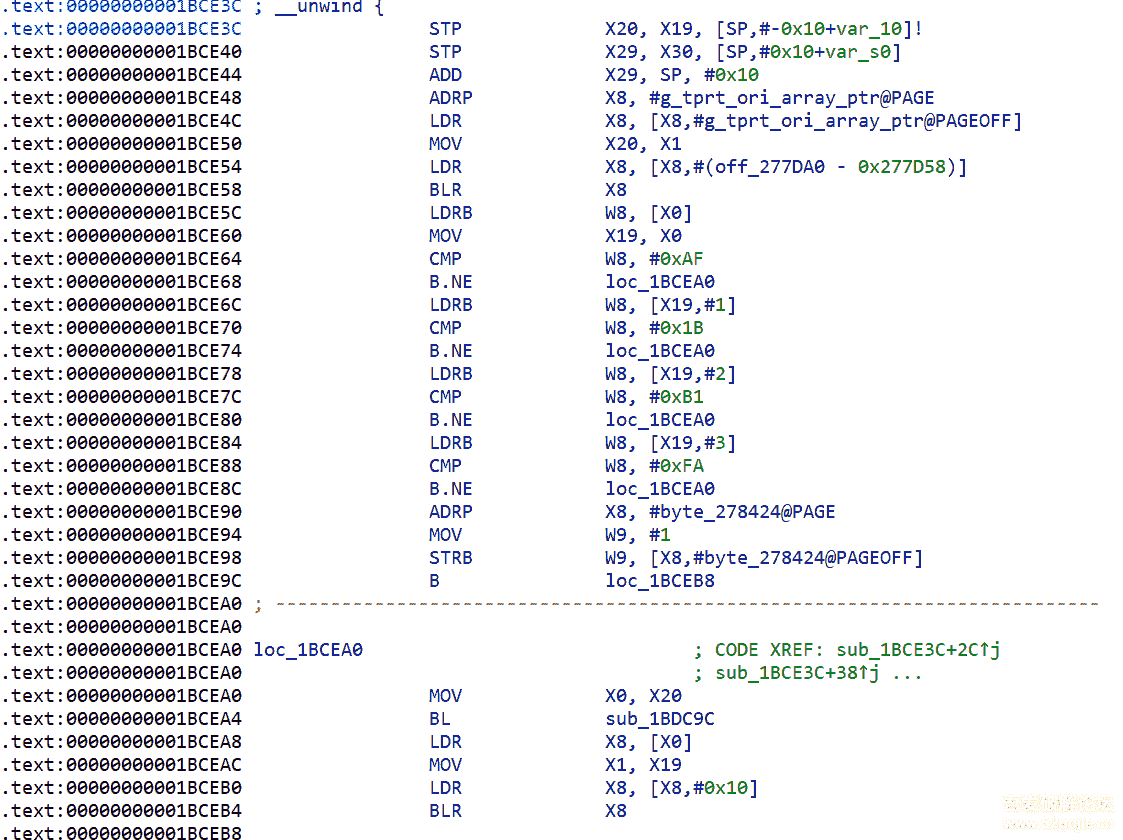 .text:00000000001BCE3C ; __unwind {
.text:00000000001BCE3C STP X20, X19, [SP,#-0x10+var_10]!
.text:00000000001BCE40 STP X29, X30, [SP,#0x10+var_s0]
.text:00000000001BCE44 ADD X29, SP, #0x10
.text:00000000001BCE48 ADRP X8, #g_tprt_ori_array_ptr@PAGE
.text:00000000001BCE4C LDR X8, [X8,#g_tprt_ori_array_ptr@PAGEOFF]
.text:00000000001BCE50 MOV X20, X1
.text:00000000001BCE54 LDR X8, [X8,#(off_277DA0 - 0x277D58)]
.text:00000000001BCE58 BLR X8
.text:00000000001BCE5C LDRB W8, [X0]
.text:00000000001BCE60 MOV X19, X0
.text:00000000001BCE64 CMP W8, #0xAF
.text:00000000001BCE68 B.NE loc_1BCEA0
.text:00000000001BCE6C LDRB W8, [X19,#1]
.text:00000000001BCE70 CMP W8, #0x1B
.text:00000000001BCE74 B.NE loc_1BCEA0
.text:00000000001BCE78 LDRB W8, [X19,#2]
.text:00000000001BCE7C CMP W8, #0xB1
.text:00000000001BCE80 B.NE loc_1BCEA0
.text:00000000001BCE84 LDRB W8, [X19,#3]
.text:00000000001BCE88 CMP W8, #0xFA
.text:00000000001BCE8C B.NE loc_1BCEA0
.text:00000000001BCE90 ADRP X8, #byte_278424@PAGE
.text:00000000001BCE94 MOV W9, #1
.text:00000000001BCE98 STRB W9, [X8,#byte_278424@PAGEOFF]
.text:00000000001BCE9C B loc_1BCEB8
.text:00000000001BCEA0 ; ---------------------------------------------------------------------------
.text:00000000001BCEA0
.text:00000000001BCEA0 loc_1BCEA0 ; CODE XREF: sub_1BCE3C+2C↑j
.text:00000000001BCEA0 ; sub_1BCE3C+38↑j ...
.text:00000000001BCEA0 MOV X0, X20
.text:00000000001BCEA4 BL sub_1BDC9C
.text:00000000001BCEA8 LDR X8, [X0]
.text:00000000001BCEAC MOV X1, X19
.text:00000000001BCEB0 LDR X8, [X8,#0x10]
.text:00000000001BCEB4 BLR X8
.text:00000000001BCEB8